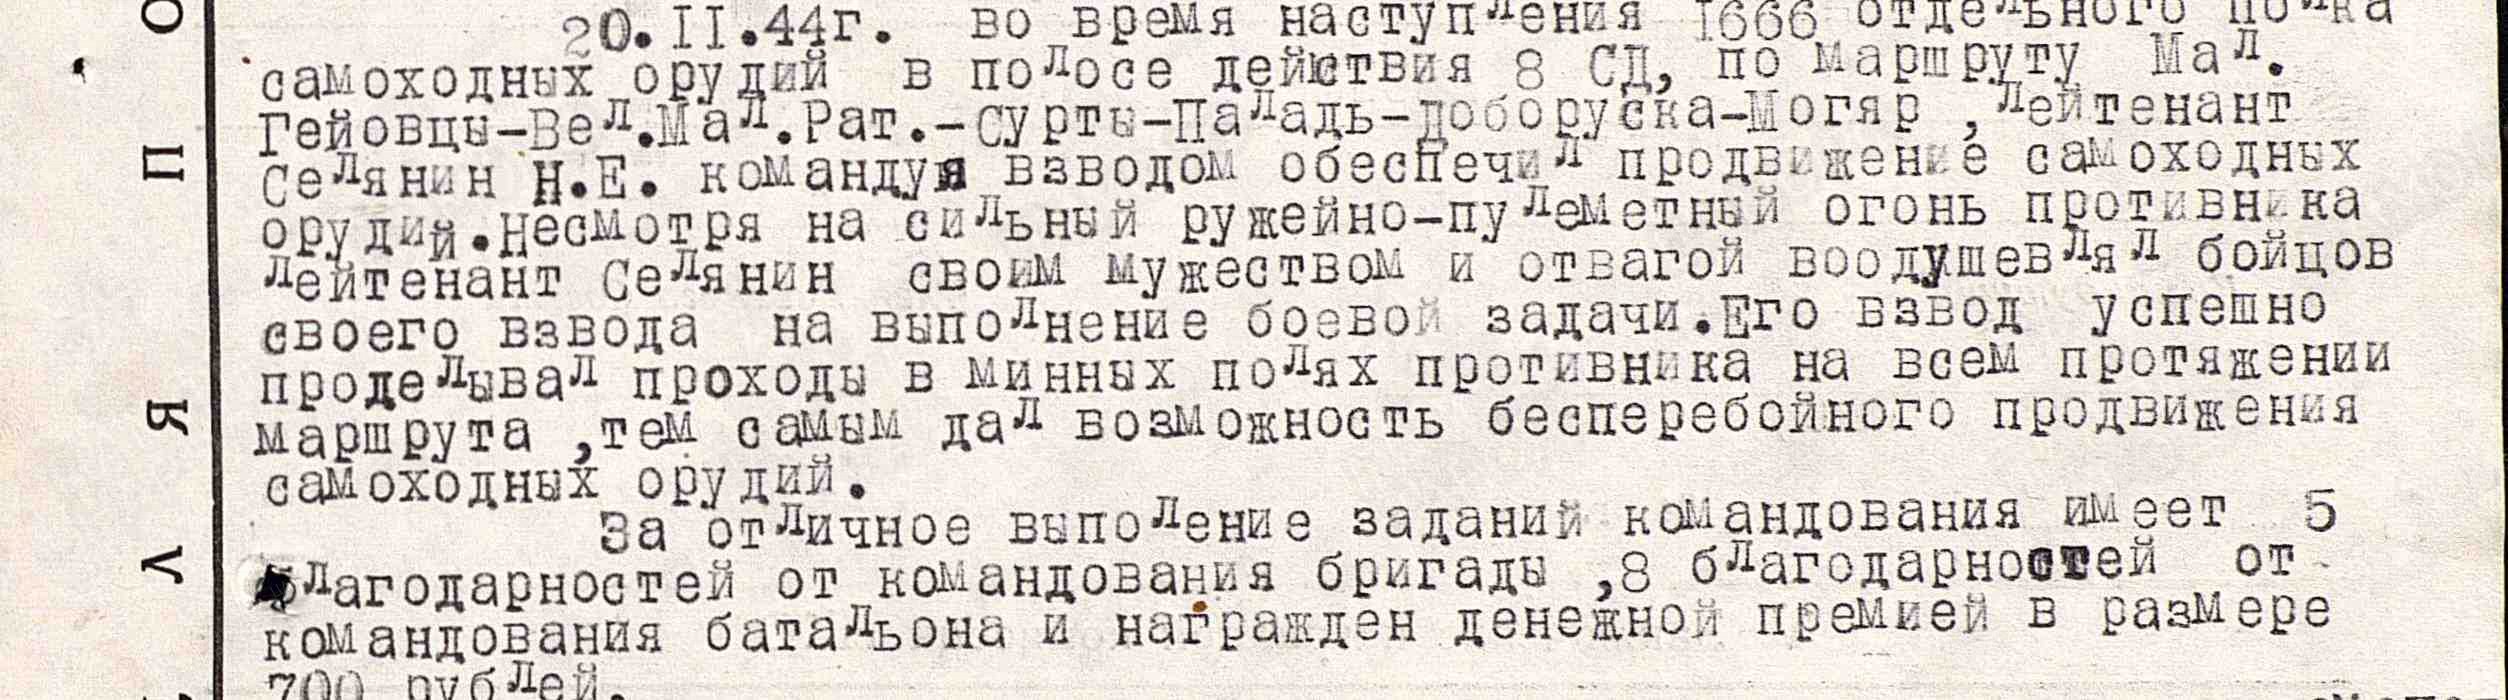 20.II.44г. во время наступления 1666 отдельного полка
самоходных орудий в полосе действия 8 СД, по маршруту Мал.
Гейовцы-Вел.Мал.Рат.-Сурты-Паладь-Доборуска-Могяр ,лейтенант
Селянин Н.Е. командуя взводом обеспечил продвижение самоходных
орудий.Несмотря на сильный ружейно-пулеметный огонь противника
лейтенант Селянин своим мужеством и отвагой воодушевлял бойцов
своего взвода на выполнение боевой задачи.Его взвод успешно
проделывал проходы в минных полях противника на всем протяжении
маршрута ,тем самым дал возможность бесперебойного продвижения
самоходных орудий.
За отличное выполение заданий командования имеет 5
благодарностей от командования бригады ,8 благодарностей от
командования батальона и награжден денежной премией в размере
700 рублей.
О
П
Я
Л